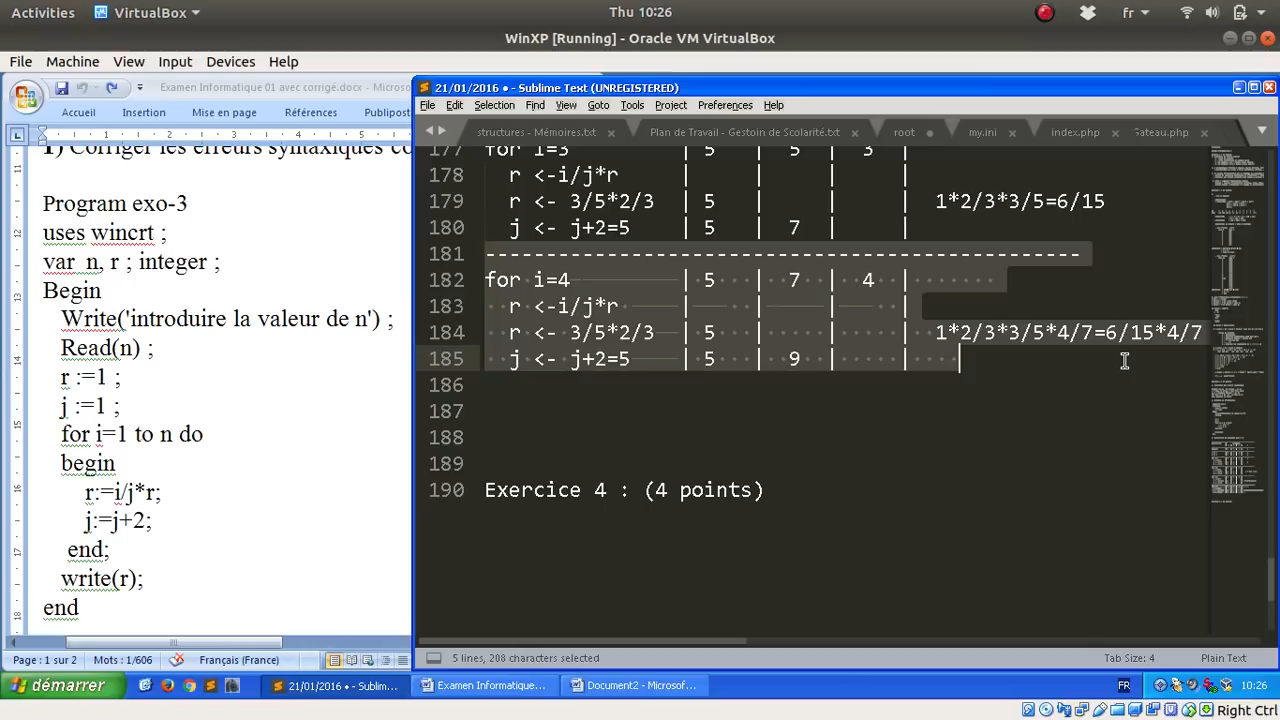 Activities VirtualBox Thu 10:26 fr
WinXP [Running] - Oracle VM VirtualBox
File Machine View Input Devices Help
Examen Informatique 01 avec corrigé.docx - Microso
Accueil Insertion Mise en page Références Publipost
1) Corriger les erreurs syntaxiques co
Program exo-3
uses wincrt ;
var n, r ; integer ;
Begin
Write('introduire la valeur de n') ;
Read(n) ;
r :=1 ;
j :=1 ;
for i=1 to n do
begin
r:=i/j*r;
j:=j+2;
end;
write(r);
end
Page : 1 sur 2 Mots : 1/606 Français (France)
21/01/2016 • - Sublime Text (UNREGISTERED)
File Edit Selection Find View Goto Tools Project Preferences Help
structures - Mémoires.txt Plan de Travail - Gestoin de Scolarité.txt root my.ini index.php Gateau.php
177 for i=3 | 5 | 5 | 3 |
178 r <-i/j*r | | | |
179 r <- 3/5*2/3 | 5 | | | 1*2/3*3/5=6/15
180 j <- j+2=5 | 5 | 7 | |
181 -------------------------------------------------------
182 for i=4 | 5 | 7 | 4 |
183 r <-i/j*r | | | |
184 r <- 3/5*2/3 | 5 | | | 1*2/3*3/5*4/7=6/15*4/7
185 j <- j+2=5 | 5 | 9 | |
186
187
188
189
190 Exercice 4 : (4 points)
5 lines, 208 characters selected Tab Size: 4 Plain Text
démarrer 21/01/2016 • - Sublim... Examen Informatique... Document2 - Microsof... FR 10:26
Right Ctrl